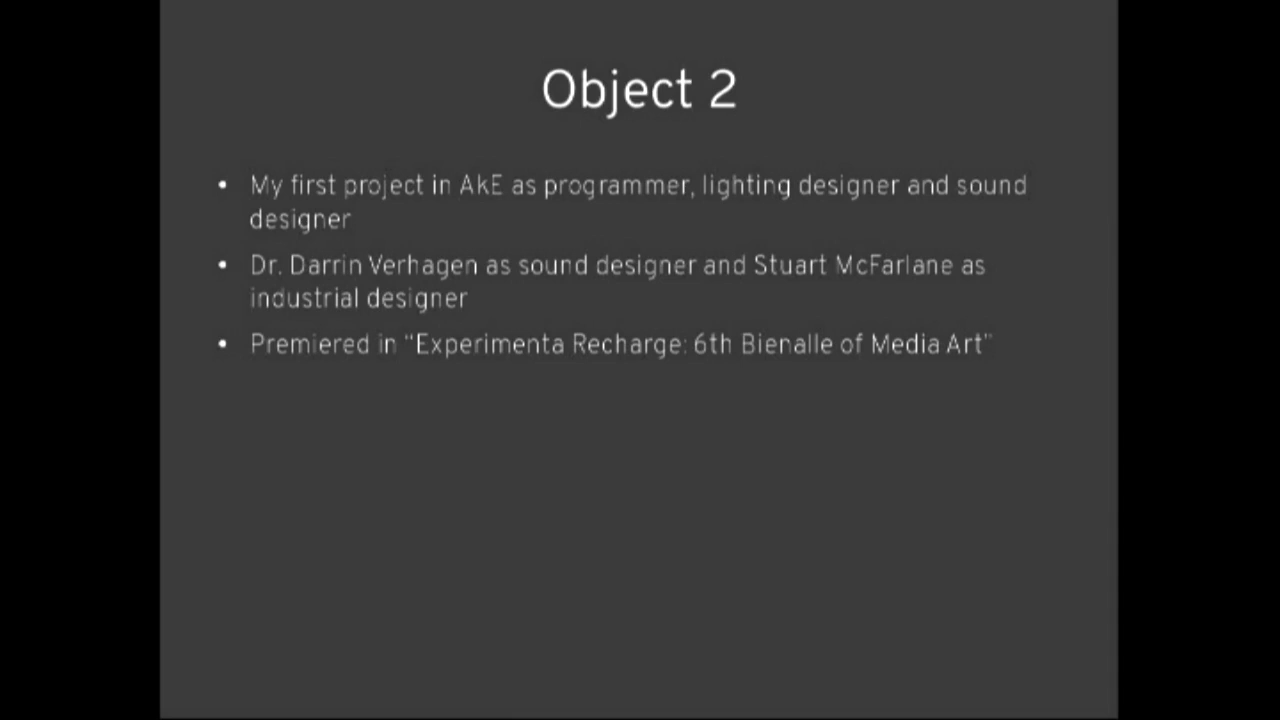 Object 2
• My first project in AkE as programmer, lighting designer and sound
designer
• Dr. Darrin Verhagen as sound designer and Stuart McFarlane as
industrial designer
• Premiered in “Experimenta Recharge: 6th Bienalle of Media Art”